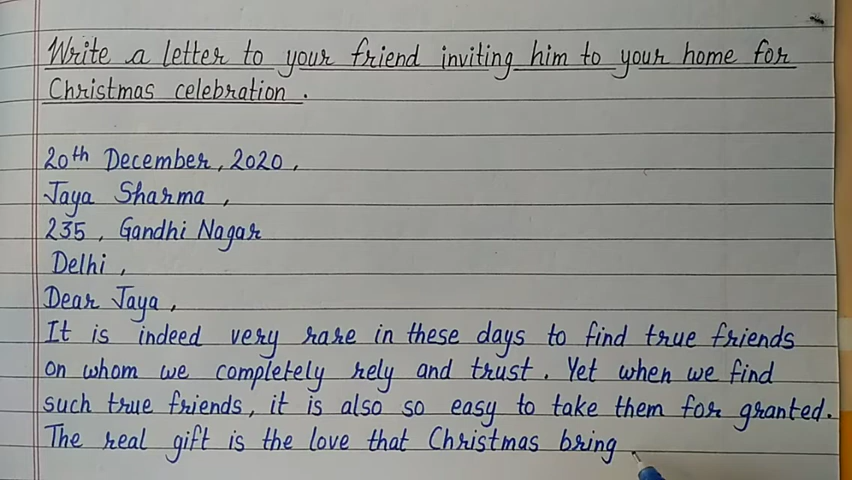 Write a letter to your friend inviting him to your home for
Christmas celebration.
20th December, 2020,
Jaya Sharma,
235, Gandhi Nagar
Delhi,
Dear Jaya,
It is indeed very rare in these days to find true friends
on whom we completely rely and trust. Yet when we find
such true friends, it is also so easy to take them for granted.
The real gift is the love that Christmas bring